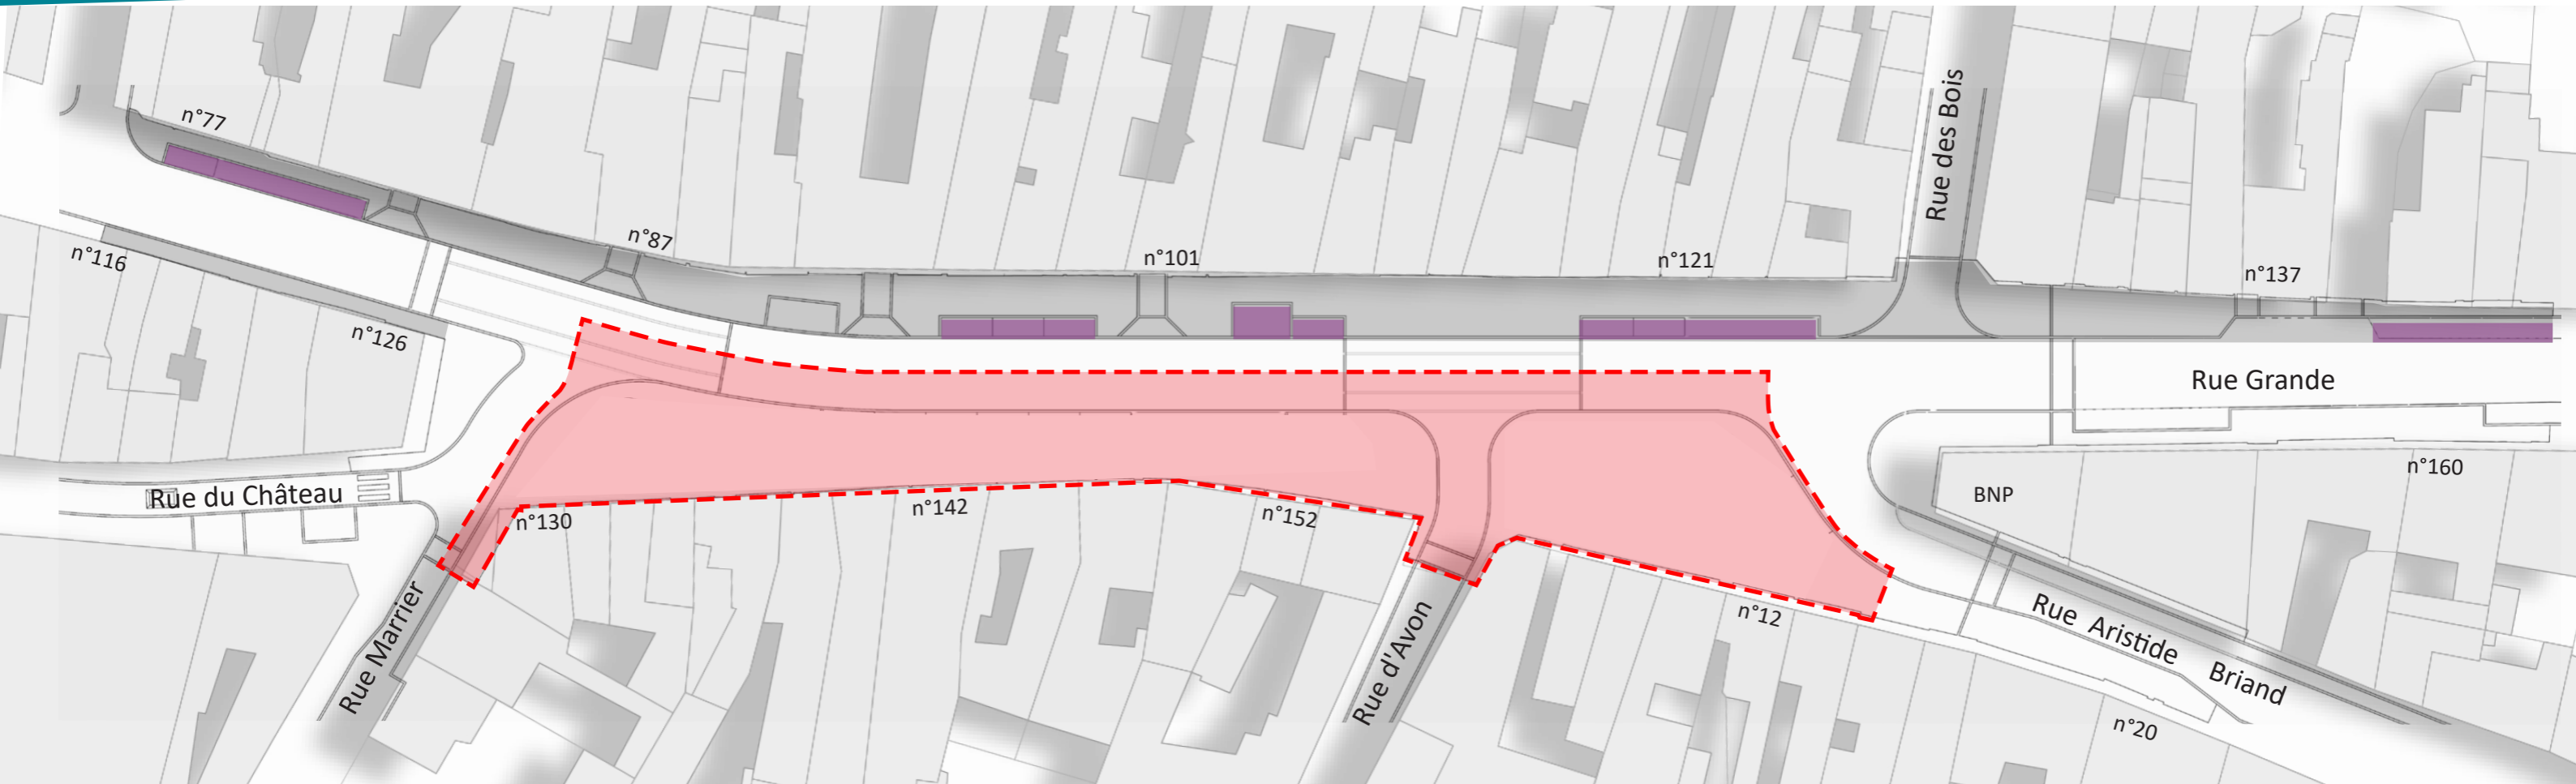 Rue des Bois
n°77
n°87
n°101
n°121
n°137
n°116
n°126
Rue Grande
n°160
BNP
Rue du Château
n°130
n°142
n°152
n°12
Rue Marrier
Rue d'Avon
Rue Aristide Briand
n°20